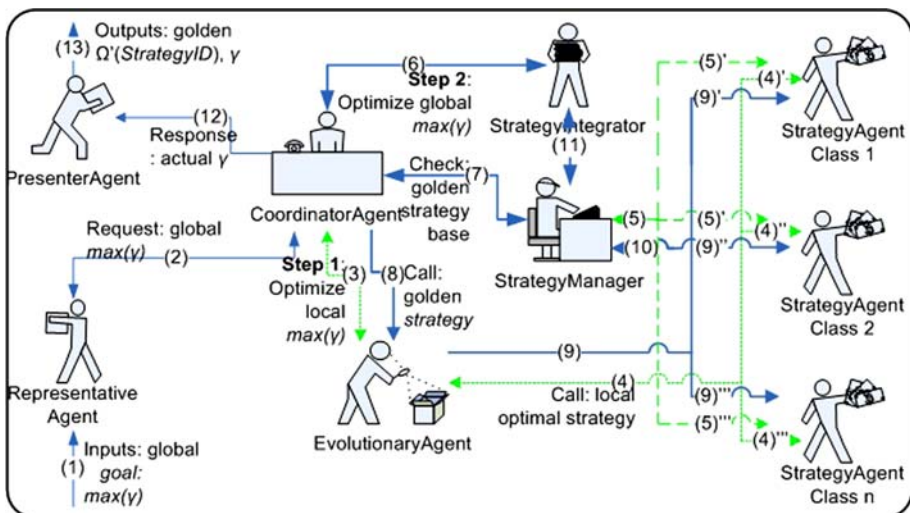 Outputs: golden
(13)
Ω'(StrategyID), γ
(12)
Response
: actual γ
PresenterAgent
(6)
Step 2:
Optimize global
max(γ)
StrategyIntegrator
(11)
Check:
golden
strategy
base
(7)
CoordinatorAgent
Request: global
max(γ)
(2)
Step 1:
(3)
Optimize
local
max(γ)
(8)
Call:
golden
strategy
StrategyManager
(5)
(10)
(5)'
(4)'
(9)'
StrategyAgent
Class 1
(5)'
(4)''
(9)''
StrategyAgent
Class 2
Representative
Agent
Inputs: global
(1)
goal:
max(γ)
EvolutionaryAgent
(9)
(4)
Call: local
optimal strategy
(9)'''
(5)'''
(4)'''
StrategyAgent
Class n